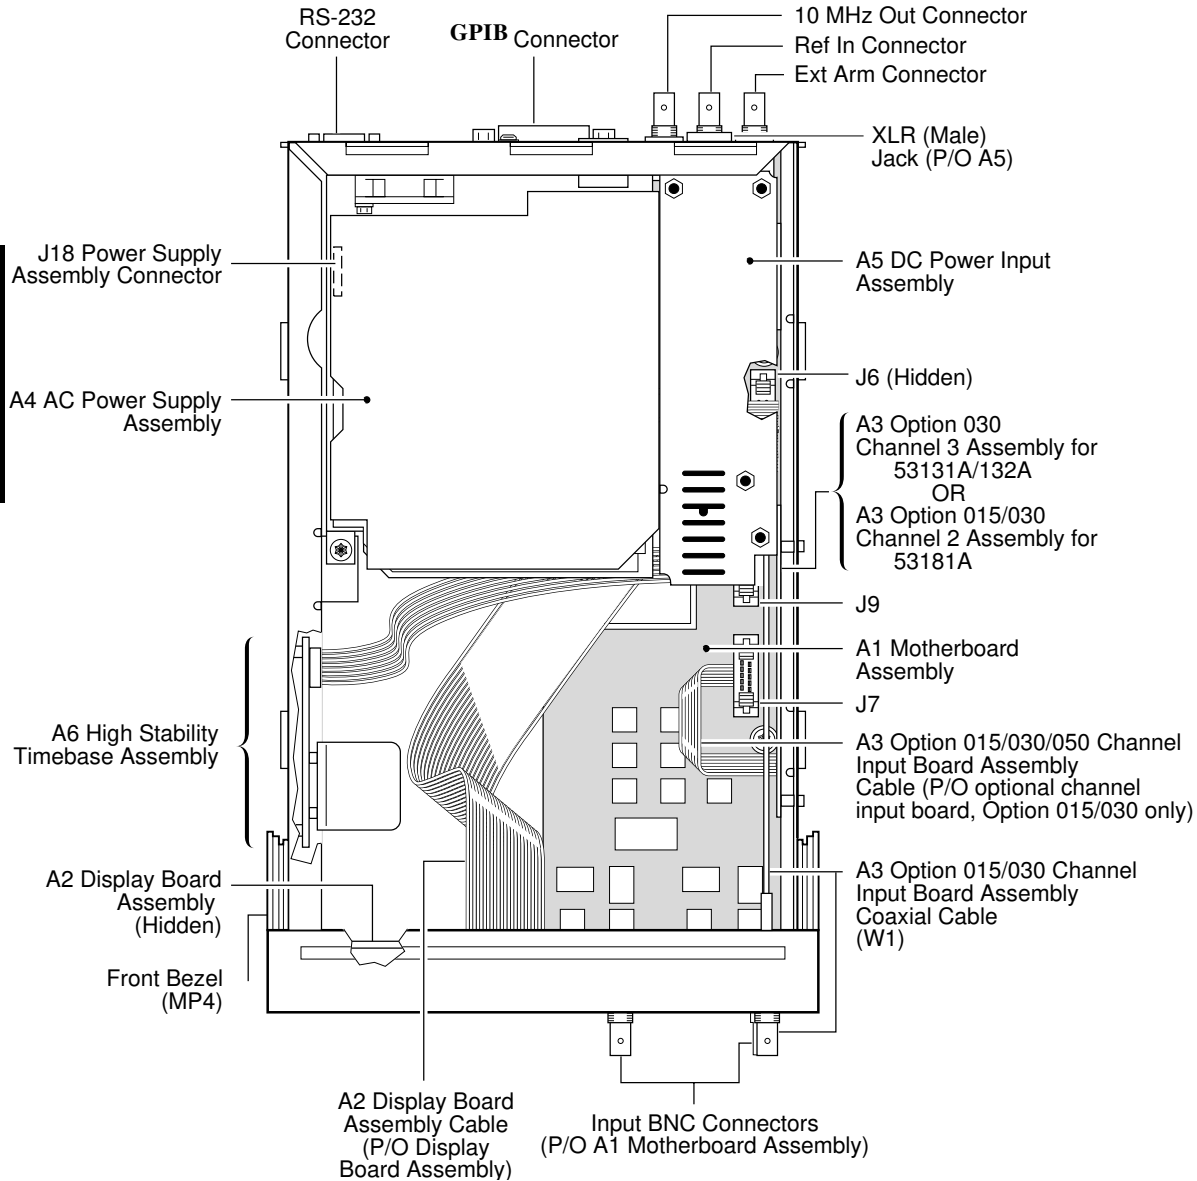 RS-232
Connector
GPIB Connector
10 MHz Out Connector
Ref In Connector
Ext Arm Connector
XLR (Male)
Jack (P/O A5)
J18 Power Supply
Assembly Connector
A5 DC Power Input
Assembly
J6 (Hidden)
A4 AC Power Supply
Assembly
A3 Option 030
Channel 3 Assembly for
53131A/132A
OR
A3 Option 015/030
Channel 2 Assembly for
53181A
J9
A1 Motherboard
Assembly
J7
A6 High Stability
Timebase Assembly
A3 Option 015/030/050 Channel
Input Board Assembly
Cable (P/O optional channel
input board, Option 015/030 only)
A2 Display Board
Assembly
(Hidden)
A3 Option 015/030 Channel
Input Board Assembly
Coaxial Cable
(W1)
Front Bezel
(MP4)
A2 Display Board
Assembly Cable
(P/O Display
Board Assembly)
Input BNC Connectors
(P/O A1 Motherboard Assembly)